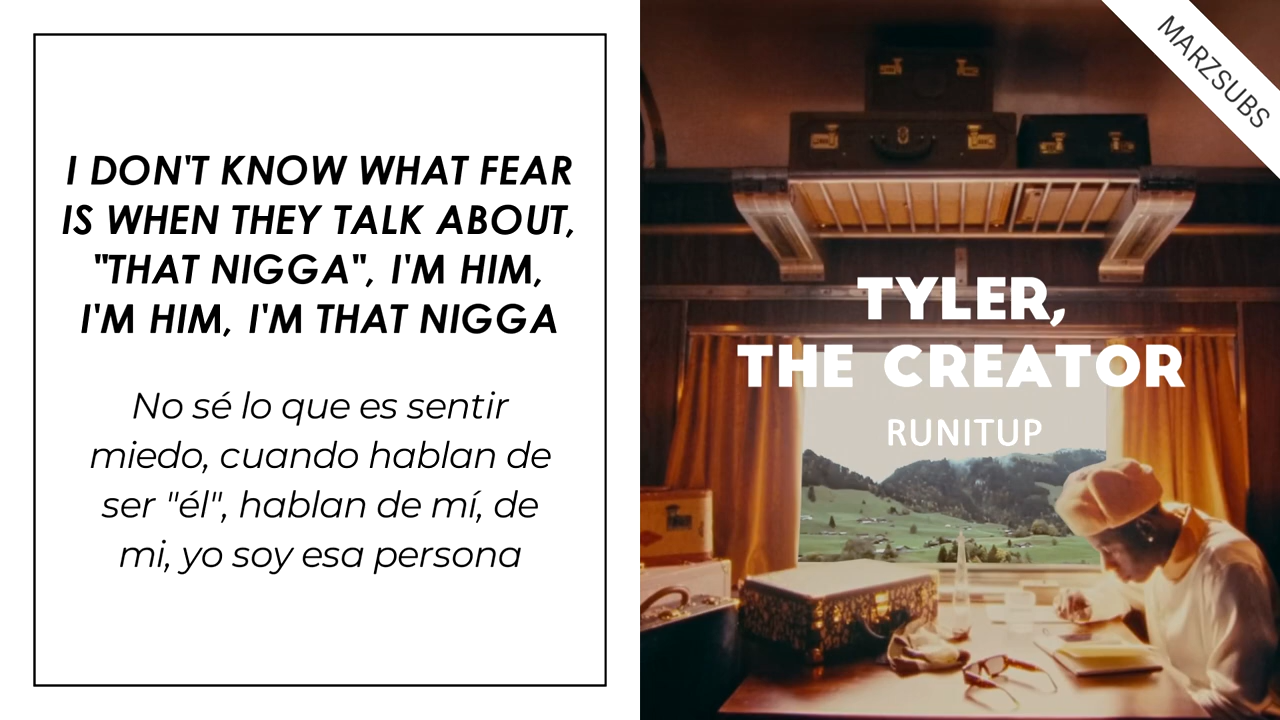 I DON'T KNOW WHAT FEAR
IS WHEN THEY TALK ABOUT,
"THAT NIGGA", I'M HIM,
I'M HIM, I'M THAT NIGGA
No sé lo que es sentir
miedo, cuando hablan de
ser "él", hablan de mí, de
mi, yo soy esa persona
MARZSUBS
TYLER,
THE CREATOR
RUNITUP